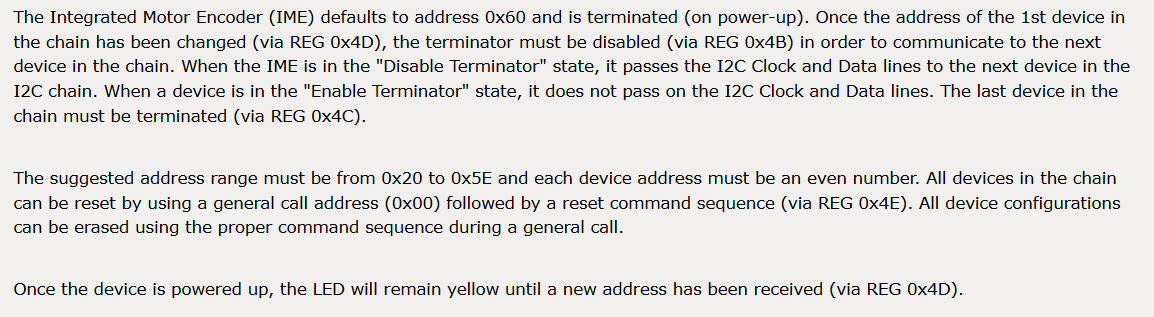 The Integrated Motor Encoder (IME) defaults to address 0x60 and is terminated (on power-up). Once the address of the 1st device in
the chain has been changed (via REG 0x4D), the terminator must be disabled (via REG 0x4B) in order to communicate to the next
device in the chain. When the IME is in the "Disable Terminator" state, it passes the I2C Clock and Data lines to the next device in the
I2C chain. When a device is in the "Enable Terminator" state, it does not pass on the I2C Clock and Data lines. The last device in the
chain must be terminated (via REG 0x4C).
The suggested address range must be from 0x20 to 0x5E and each device address must be an even number. All devices in the chain
can be reset by using a general call address (0x00) followed by a reset command sequence (via REG 0x4E). All device configurations
can be erased using the proper command sequence during a general call.
Once the device is powered up, the LED will remain yellow until a new address has been received (via REG 0x4D).